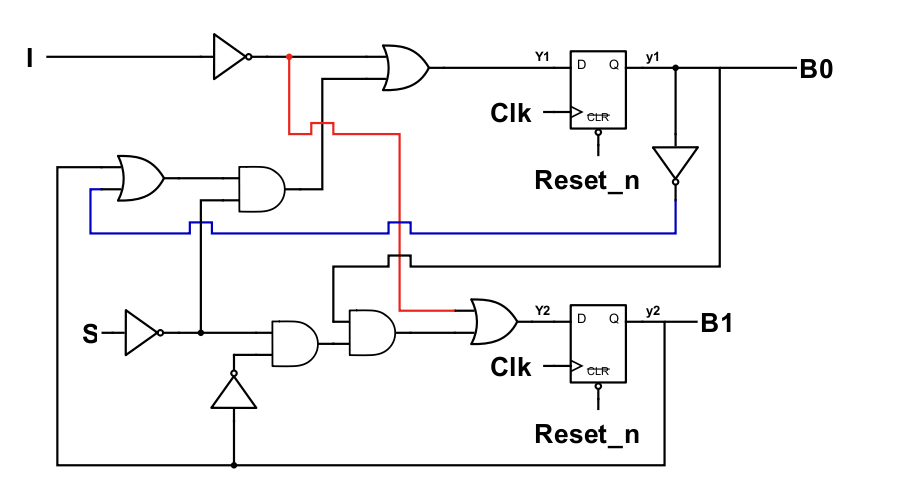 I
Y1
D
Q
y1
B0
Clk
CLR
Reset_n
S
Y2
D
Q
y2
B1
Clk
CLR
Reset_n